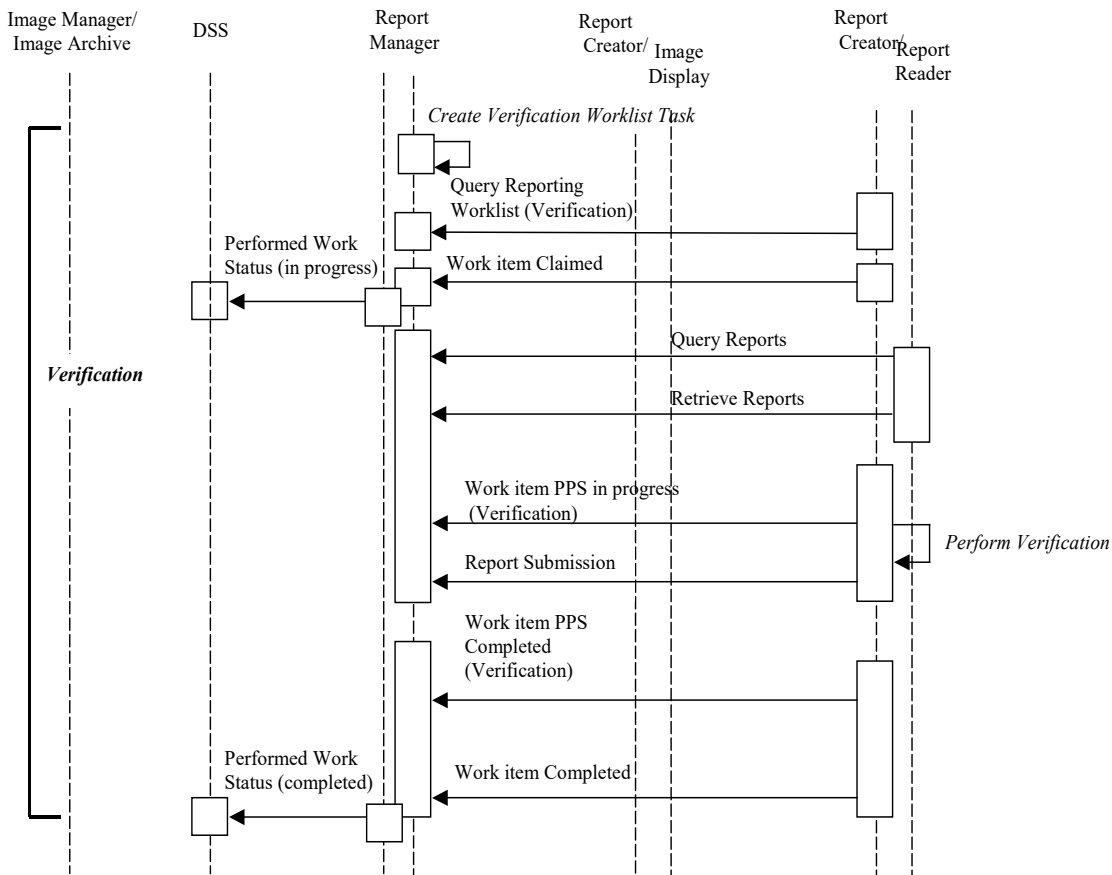 Image Manager/
Image Archive
DSS
Report
Manager
Report
Creator/
Image
Display
Report
Creator/
Report
Reader
Create Verification Worklist Task
Query Reporting
Worklist (Verification)
Performed Work
Status (in progress)
Work item Claimed
Query Reports
Verification
Retrieve Reports
Work item PPS in progress
(Verification)
Perform Verification
Report Submission
Work item PPS
Completed
(Verification)
Performed Work
Status (completed)
Work item Completed